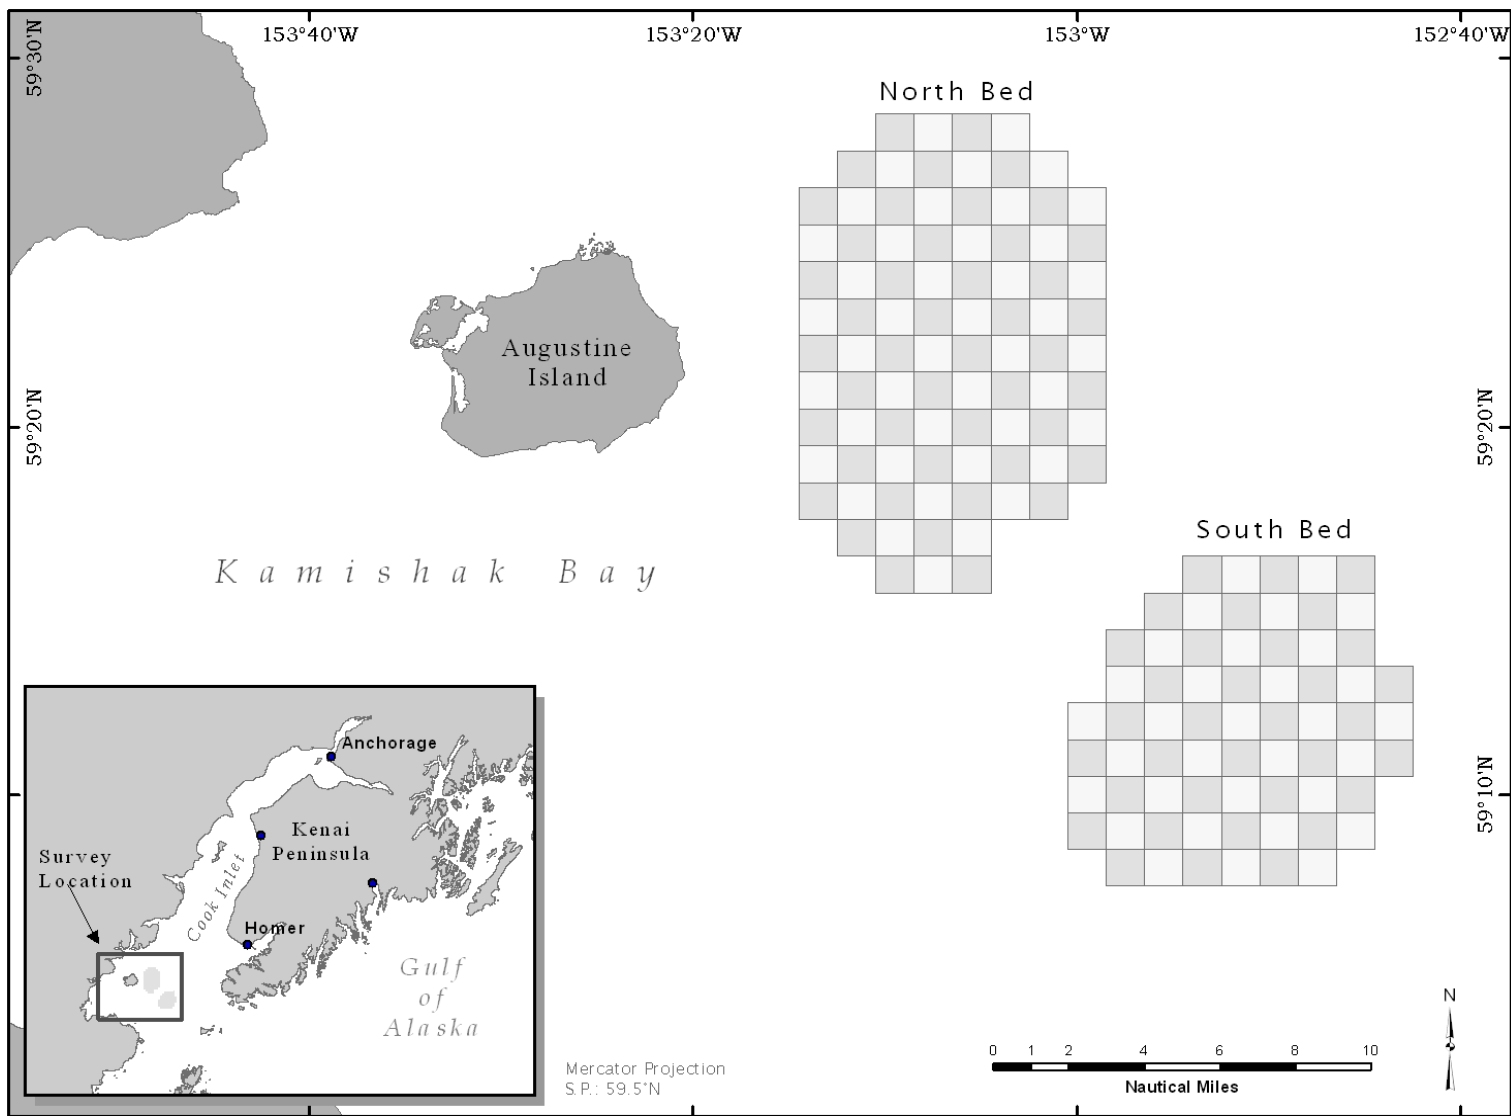 153°40'W
153°20'W
153°W
152°40'W
59°30'N
North Bed
Augustine
Island
59°20'N
59°20'N
South Bed
Kamishak Bay
Anchorage
Kenai
Peninsula
Survey
Location
Cook Inlet
Homer
Gulf
of
Alaska
59°10'N
N
0 1 2 4 6 8 10
Nautical Miles
Mercator Projection
S.P.: 59.5°N